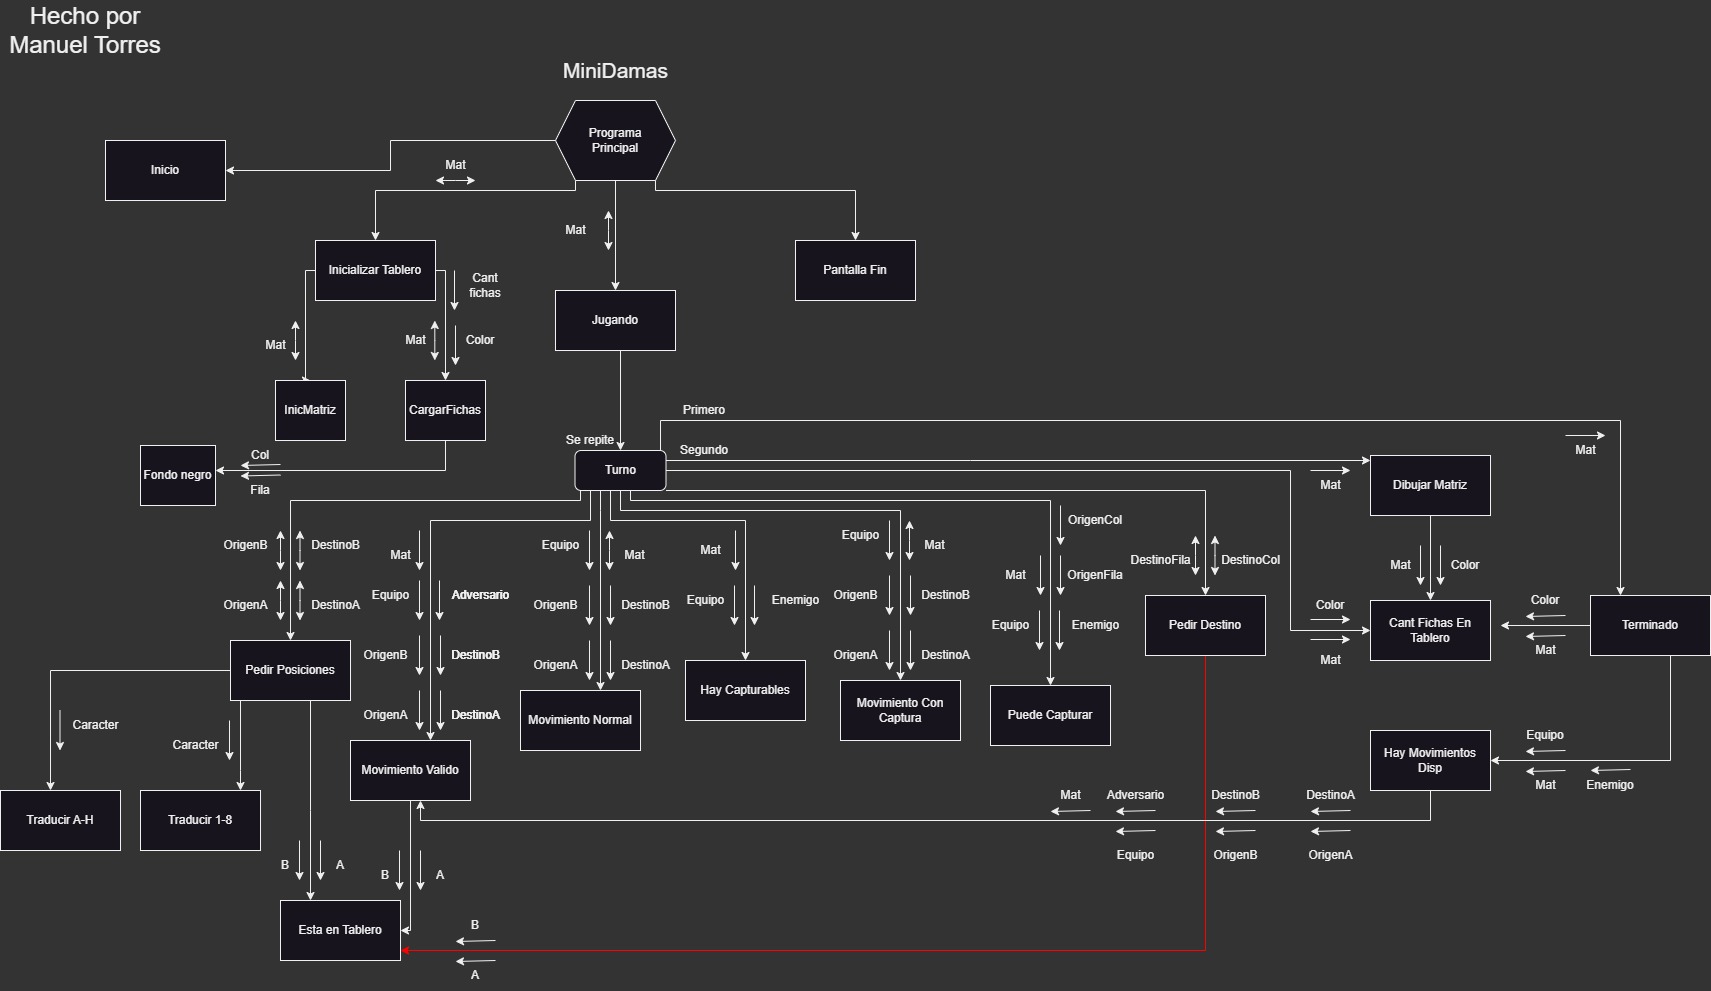 Hecho por
Manuel Torres
MiniDamas
Programa
Principal
Inicio
Mat
Mat
Inicializar Tablero
Pantalla Fin
Cant
fichas
Jugando
Mat
Mat
Color
InicMatriz
CargarFichas
Primero
Se repite
Segundo
Mat
Col
Fondo negro
Fila
Turno
Mat
Dibujar Matriz
OrigenB
DestinoB
Mat
Equipo
Mat
Mat
Equipo
Mat
OrigenCol
DestinoFila
DestinoCol
Mat
Color
OrigenA
DestinoA
Equipo
Adversario
OrigenB
DestinoB
Equipo
Enemigo
OrigenB
DestinoB
Mat
OrigenFila
Color
Color
Pedir Posiciones
OrigenB
DestinoB
OrigenA
DestinoA
Hay Capturables
OrigenA
DestinoA
Equipo
Enemigo
Pedir Destino
Mat
Cant Fichas En
Tablero
Mat
Terminado
Caracter
Caracter
OrigenA
DestinoA
Movimiento Normal
Movimiento Con
Captura
Puede Capturar
Movimiento Valido
Hay Movimientos
Disp
Equipo
Mat
Enemigo
Traducir A-H
Traducir 1-8
Mat
Adversario
DestinoB
DestinoA
Equipo
OrigenB
OrigenA
B
A
B
A
Esta en Tablero
B
A